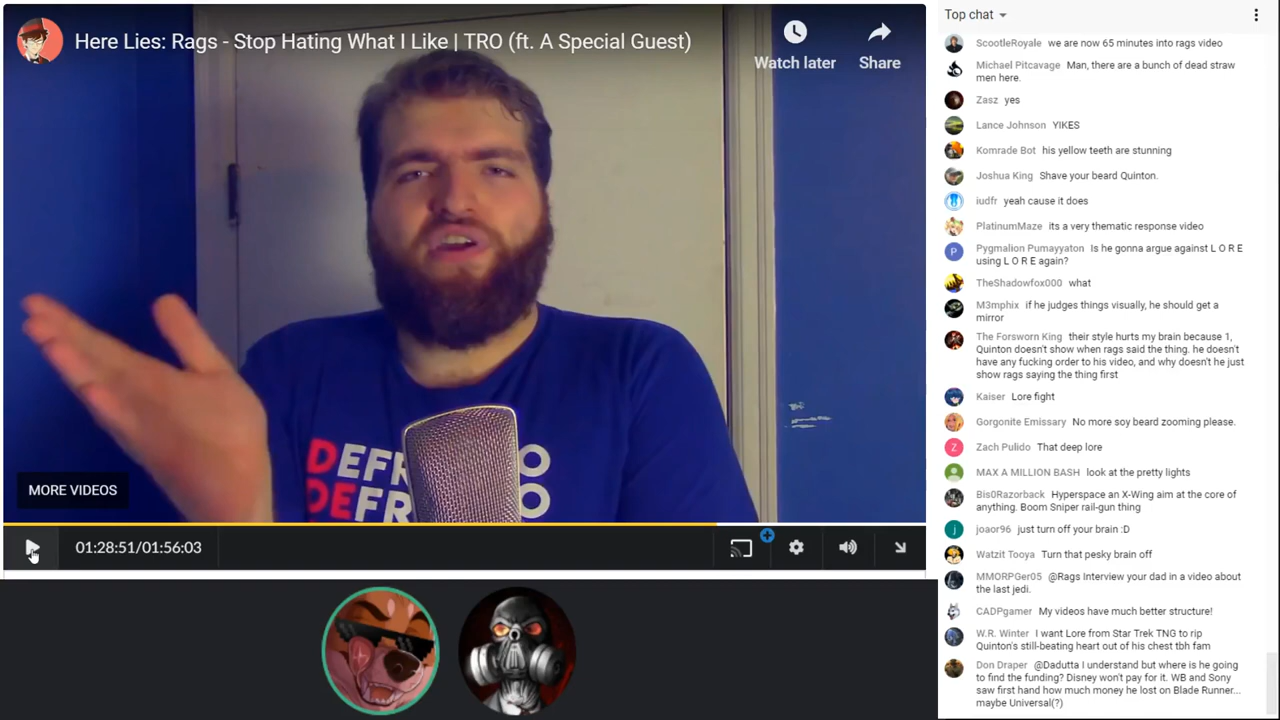 Here Lies: Rags - Stop Hating What I Like | TRO (ft. A Special Guest)
Watch later
Share
DEFR
O
DEFR
O
MORE VIDEOS
01:28:51/01:56:03
Top chat
ScootleRoyale we are now 65 minutes into rags video
Michael Pitcavage Man, there are a bunch of dead straw
men here.
Zasz yes
Lance Johnson YIKES
Komrade Bot his yellow teeth are stunning
Joshua King Shave your beard Quinton.
iudfr yeah cause it does
PlatinumMaze its a very thematic response video
P
Pygmalion Pumayyaton Is he gonna argue against L O R E
using L O R E again?
TheShadowfox000 what
M3mphix if he judges things visually, he should get a
mirror
The Forsworn King their style hurts my brain because 1,
Quinton doesn't show when rags said the thing. he doesn't
have any fucking order to his video, and why doesn't he just
show rags saying the thing first
Kaiser Lore fight
Gorgonite Emissary No more soy beard zooming please.
Z
Zach Pulido That deep lore
MAX A MILLION BASH look at the pretty lights
Bis0Razorback Hyperspace an X-Wing aim at the core of
anything. Boom Sniper rail-gun thing
j
joaor96 just turn off your brain :D
Watzit Tooya Turn that pesky brain off
MMORPGer05 @Rags Interview your dad in a video about
the last jedi.
CADPgamer My videos have much better structure!
W.R. Winter I want Lore from Star Trek TNG to rip
Quinton's still-beating heart out of his chest tbh fam
Don Draper @Dadutta I understand but where is he going
to find the funding? Disney won't pay for it. WB and Sony
saw first hand how much money he lost on Blade Runner...
maybe Universal(?)